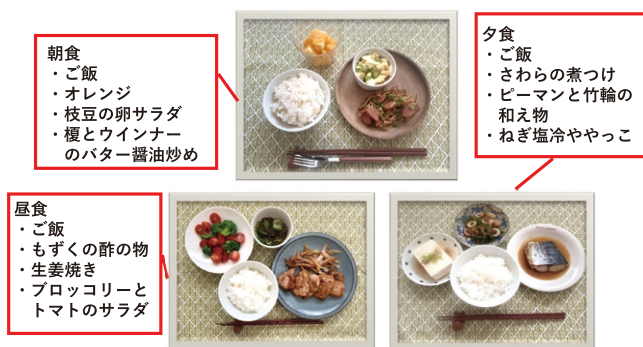 朝食
・ご飯
・オレンジ
・枝豆の卵サラダ
・榎とウインナー
のバター醤油炒め
夕食
・ご飯
・さわらの煮つけ
・ピーマンと竹輪の
和え物
・ねぎ塩冷ややっこ
昼食
・ご飯
・もずくの酢の物
・生姜焼き
・ブロッコリーと
トマトのサラダ